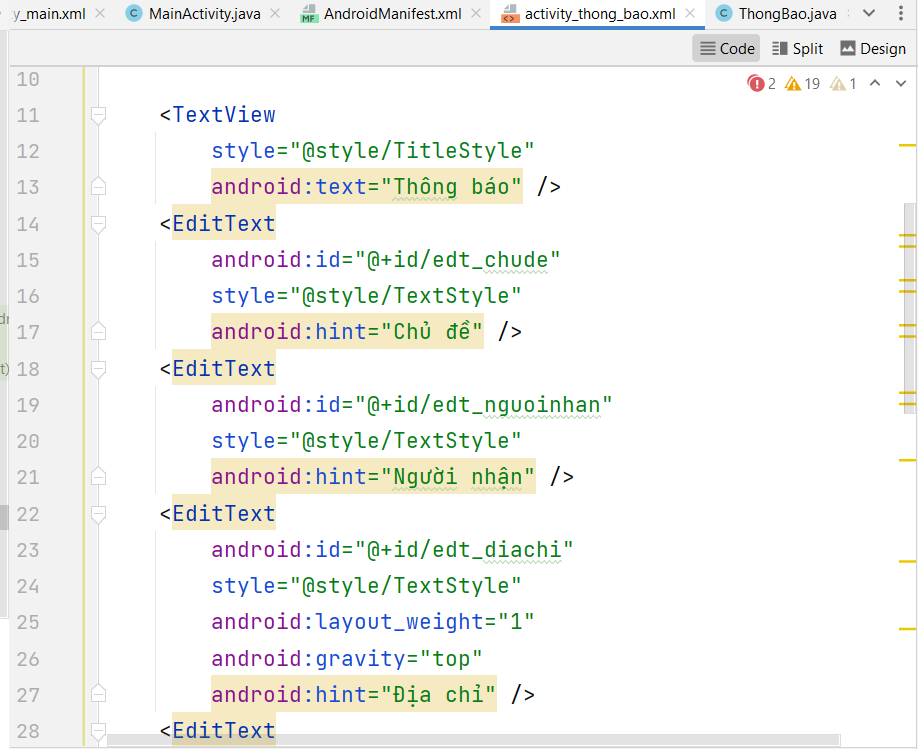 y_main.xml MainActivity.java AndroidManifest.xml activity_thong_bao.xml ThongBao.java
Code Split Design
2 19 1
10
11 <TextView
12 style="@style/TitleStyle"
13 android:text="Thông báo" />
14 <EditText
15 android:id="@+id/edt_chude"
16 style="@style/TextStyle"
17 android:hint="Chủ đề" />
18 <EditText
19 android:id="@+id/edt_nguoinhan"
20 style="@style/TextStyle"
21 android:hint="Người nhận" />
22 <EditText
23 android:id="@+id/edt_diachi"
24 style="@style/TextStyle"
25 android:layout_weight="1"
26 android:gravity="top"
27 android:hint="Địa chỉ" />
28 <EditText